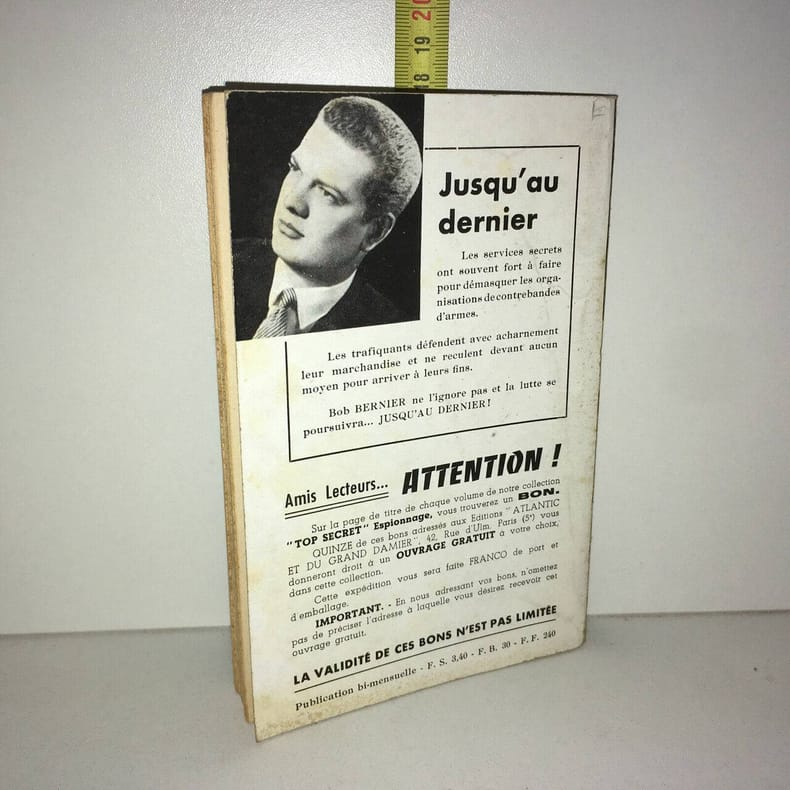 18 19 20
Jusqu'au
dernier
Les services secrets
ont souvent fort à faire
pour démasquer les orga-
nisations de contrebandes
d'armes.
Les trafiquants défendent avec acharnement
leur marchandise et ne reculent devant aucun
moyen pour arriver à leurs fins.
Bob BERNIER ne l'ignore pas et la lutte se
poursuivra... JUSQU'AU DERNIER !
Amis Lecteurs... ATTENTION !
Sur la page de titre de chaque volume de notre collection
"TOP SECRET" Espionnage, vous trouverez un BON.
QUINZE de ces bons adressés aux Editions "ATLANTIC
ET DU GRAND DAMIER", 42, Rue d'Ulm. Paris (5e) vous
donneront droit à un OUVRAGE GRATUIT à votre choix,
dans cette collection.
Cette expédition vous sera faite FRANCO de port et
d'emballage.
IMPORTANT. - En nous adressant vos bons, n'omettez
pas de préciser l'adresse à laquelle vous désirez recevoir cet
ouvrage gratuit.
LA VALIDITÉ DE CES BONS N'EST PAS LIMITÉE
Publication bi-mensuelle - F. S. 3,40 - F. B. 30 - F. F. 240